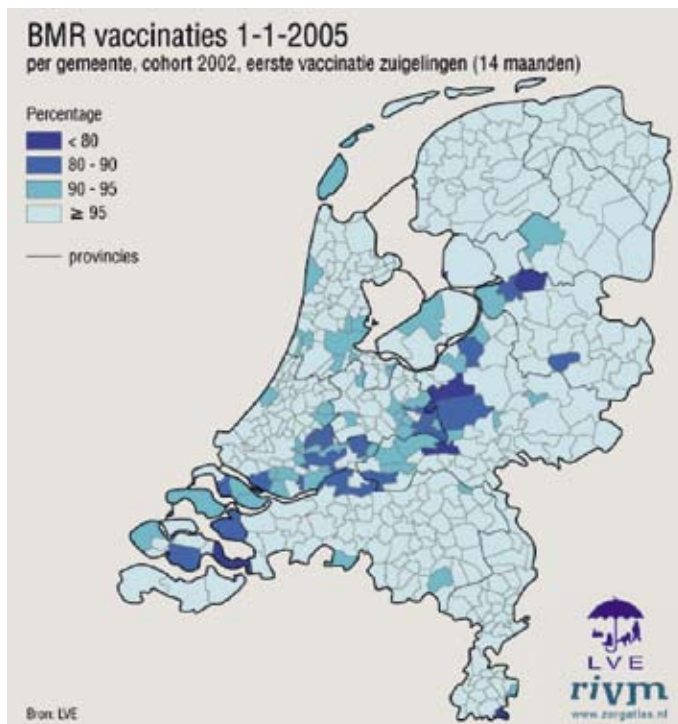 BMR vaccinaties 1-1-2005
per gemeente, cohort 2002, eerste vaccinatie zuigelingen (14 maanden)
Percentage
< 80
80 - 90
90 - 95
≥ 95
provincies
LVE
rivm
www.zorgatlas.nl
Bron: LVE